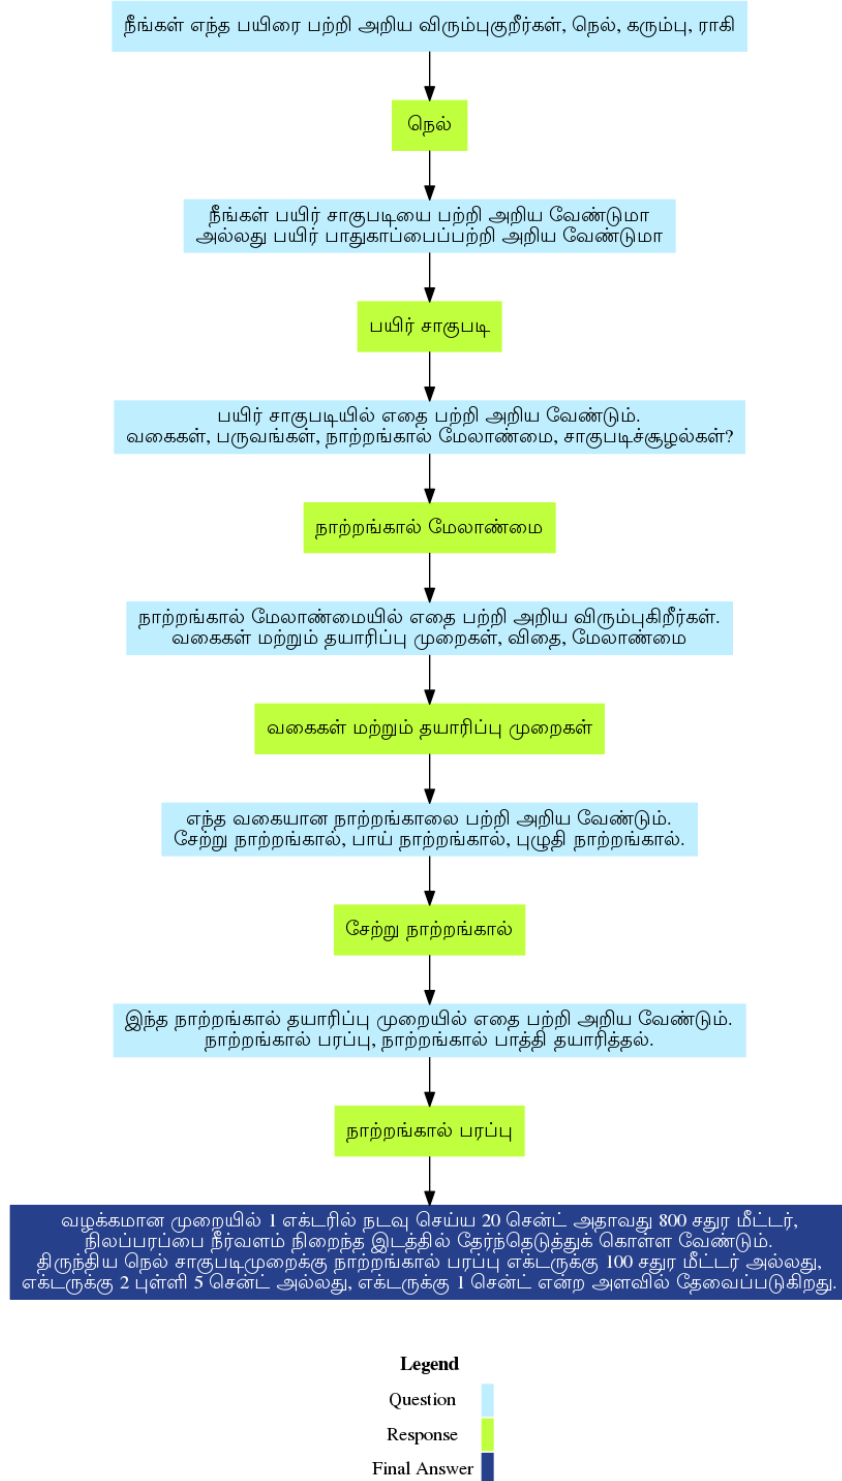 நீங்கள் எந்த பயிரை பற்றி அறிய விரும்புகுறீர்கள், நெல், கரும்பு, ராகி
நெல்
நீங்கள் பயிர் சாகுபடியை பற்றி அறிய வேண்டுமா
அல்லது பயிர் பாதுகாப்பைப்பற்றி அறிய வேண்டுமா
பயிர் சாகுபடி
பயிர் சாகுபடியில் எதை பற்றி அறிய வேண்டும்.
வகைகள், பருவங்கள், நாற்றங்கால் மேலாண்மை, சாகுபடிச்சூழல்கள்?
நாற்றங்கால் மேலாண்மை
நாற்றங்கால் மேலாண்மையில் எதை பற்றி அறிய விரும்புகிறீர்கள்.
வகைகள் மற்றும் தயாரிப்பு முறைகள், விதை, மேலாண்மை
வகைகள் மற்றும் தயாரிப்பு முறைகள்
எந்த வகையான நாற்றங்காலை பற்றி அறிய வேண்டும்.
சேற்று நாற்றங்கால், பாய் நாற்றங்கால், புழுதி நாற்றங்கால்.
சேற்று நாற்றங்கால்
இந்த நாற்றங்கால் தயாரிப்பு முறையில் எதை பற்றி அறிய வேண்டும்.
நாற்றங்கால் பரப்பு, நாற்றங்கால் பாத்தி தயாரித்தல்.
நாற்றங்கால் பரப்பு
வழக்கமான முறையில் 1 எக்டரில் நடவு செய்ய 20 சென்ட் அதாவது 800 சதுர மீட்டர்,
நிலப்பரப்பை நீர்வளம் நிறைந்த இடத்தில் தேர்ந்தெடுத்துக் கொள்ள வேண்டும்.
திருந்திய நெல் சாகுபடிமுறைக்கு நாற்றங்கால் பரப்பு எக்டருக்கு 100 சதுர மீட்டர் அல்லது,
எக்டருக்கு 2 புள்ளி 5 சென்ட் அல்லது, எக்டருக்கு 1 சென்ட் என்ற அளவில் தேவைப்படுகிறது.
Legend
Question
Response
Final Answer